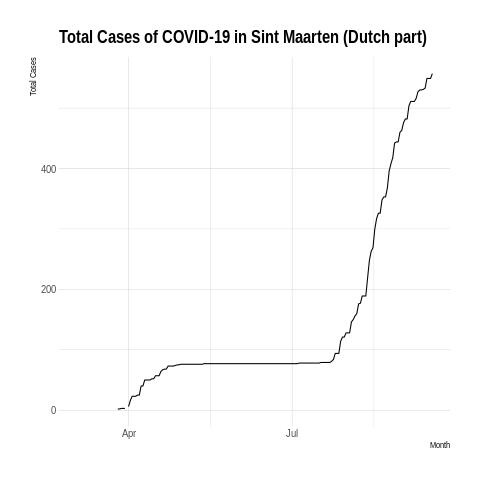 Total Cases of COVID-19 in Sint Maarten (Dutch part)
Total Cases
400
200
0
Apr Jul
Month